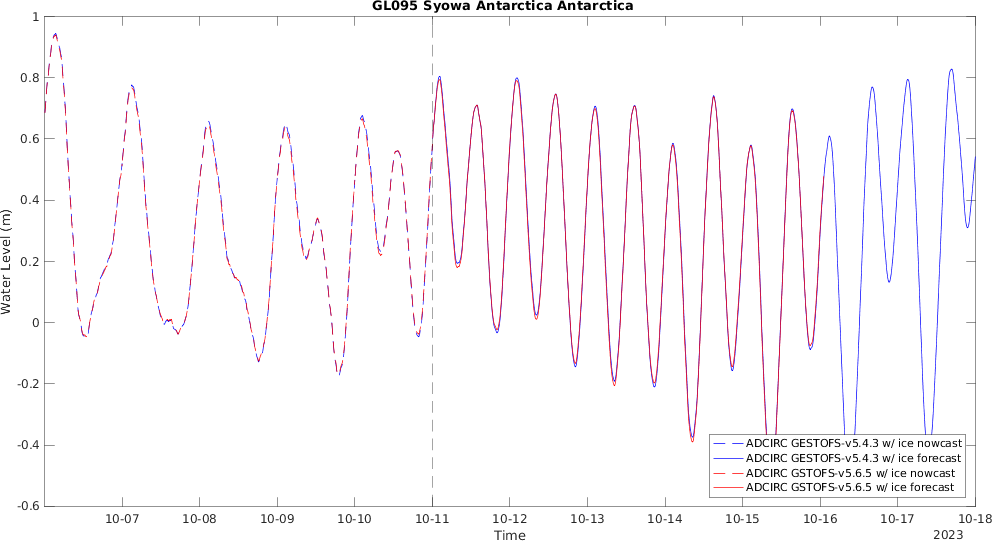 GL095 Syowa Antarctica Antarctica
Water Level (m)
1
0.8
0.6
0.4
0.2
0
-0.2
-0.4
-0.6
ADCIRC GESTOFS-v5.4.3 w/ ice nowcast
ADCIRC GESTOFS-v5.4.3 w/ ice forecast
ADCIRC GSTOFS-v5.6.5 w/ ice nowcast
ADCIRC GSTOFS-v5.6.5 w/ ice forecast
10-07 10-08 10-09 10-10 10-11 10-12 10-13 10-14 10-15 10-16 10-17 10-18
Time
2023